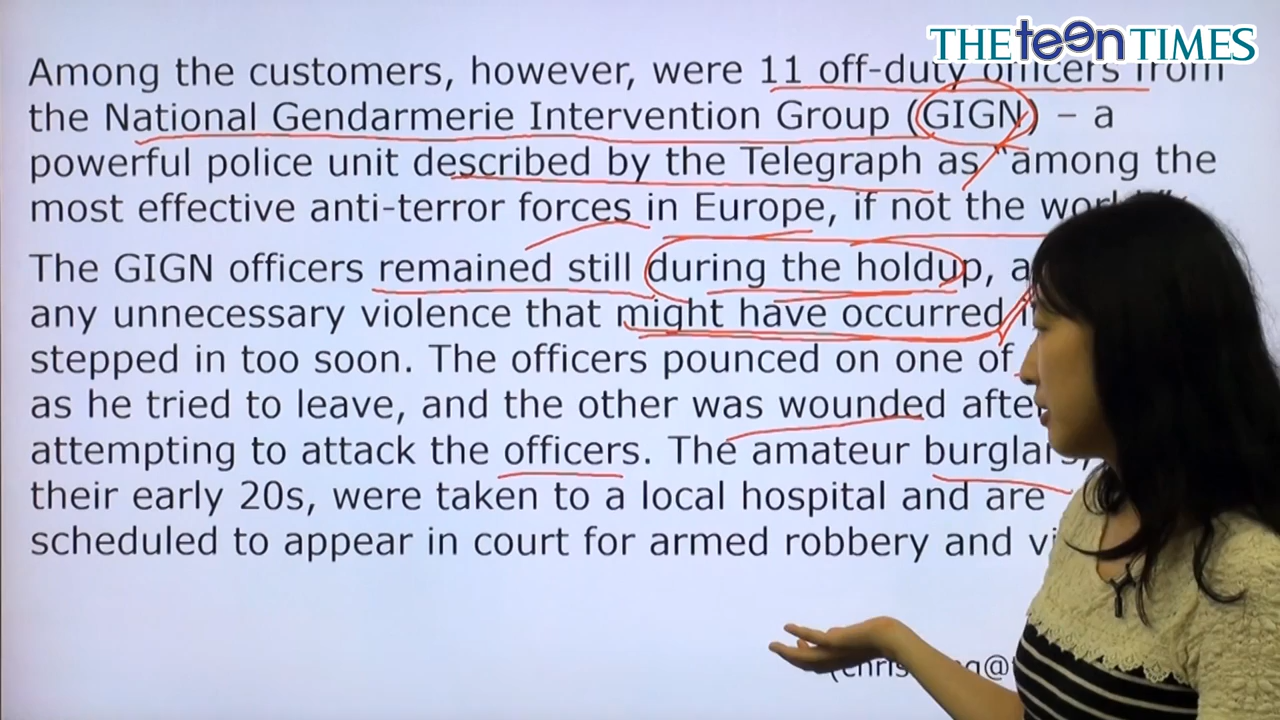 THE teen TIMES
Among the customers, however, were 11 off-duty officers from
the National Gendarmerie Intervention Group (GIGN) – a
powerful police unit described by the Telegraph as “among the
most effective anti-terror forces in Europe, if not the
The GIGN officers remained still during the holdup,
any unnecessary violence that might have occurred
stepped in too soon. The officers pounced on one of
as he tried to leave, and the other was wounded
attempting to attack the officers. The amateur burglars,
their early 20s, were taken to a local hospital and are
scheduled to appear in court for armed robbery and